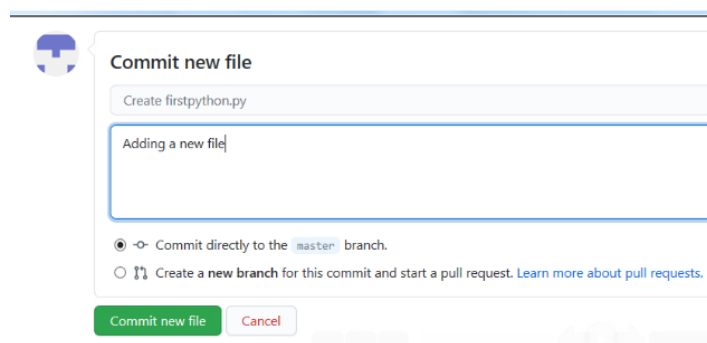 Commit new file
Create firstpython.py
Adding a new file
Commit directly to the master branch.
Create a new branch for this commit and start a pull request. Learn more about pull requests.
Commit new file
Cancel